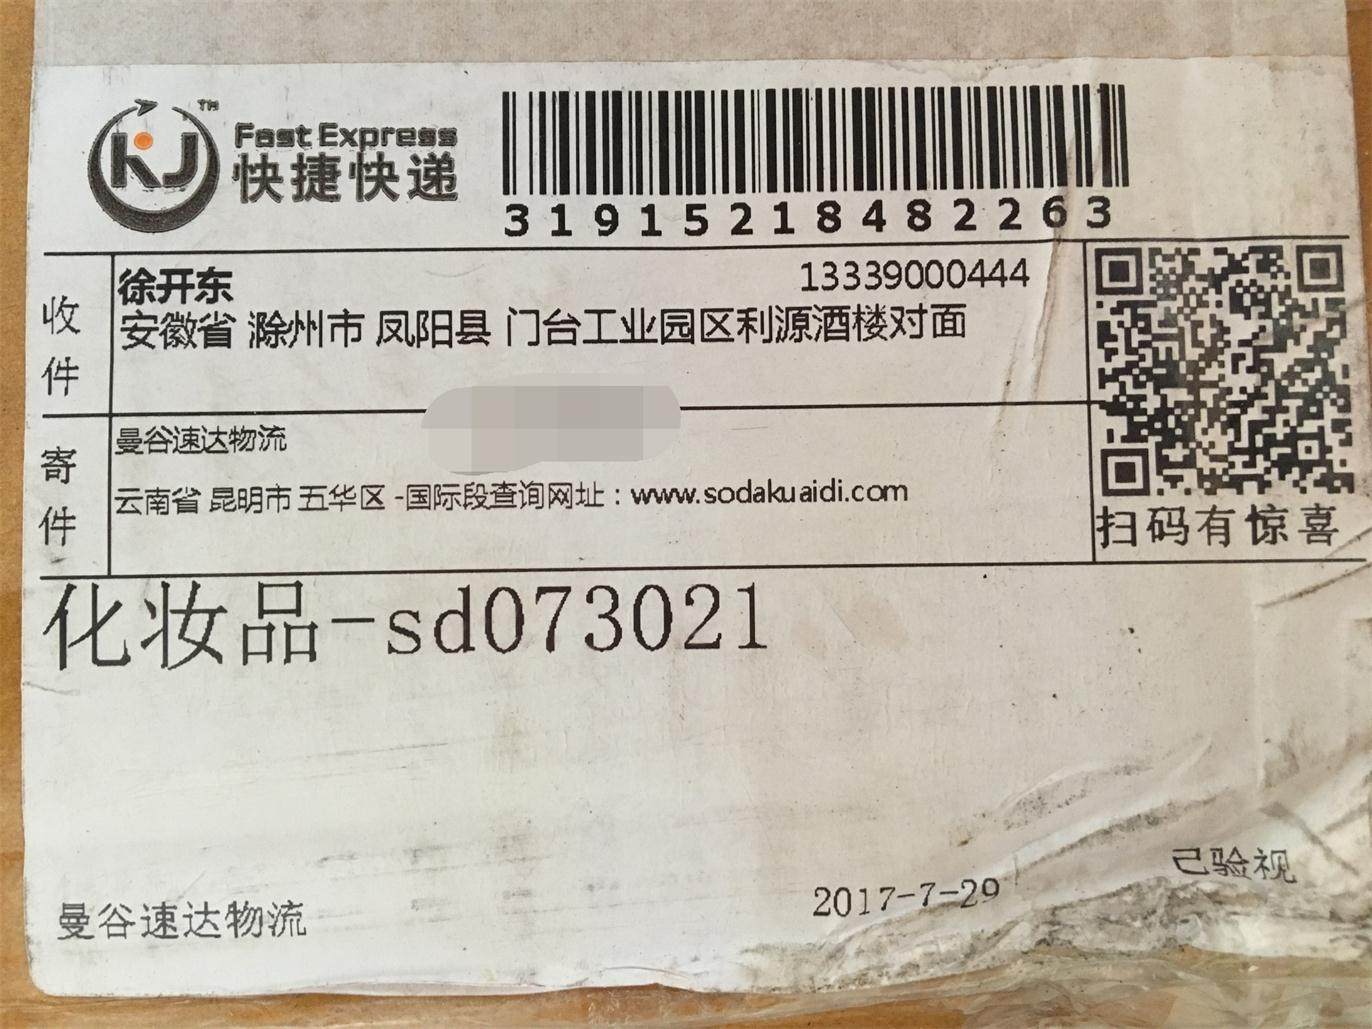 KJ
TM
Fast Express
快捷快递
31915218482263
收件
徐开东 13339000444
安徽省 滁州市 凤阳县 门台工业园区利源酒楼对面
寄件
曼谷速达物流
云南省 昆明市 五华区 -国际段查询网址：www.sodakuaidi.com
扫码有惊喜
化妆品-sd073021
已验视
2017-7-29
曼谷速达物流